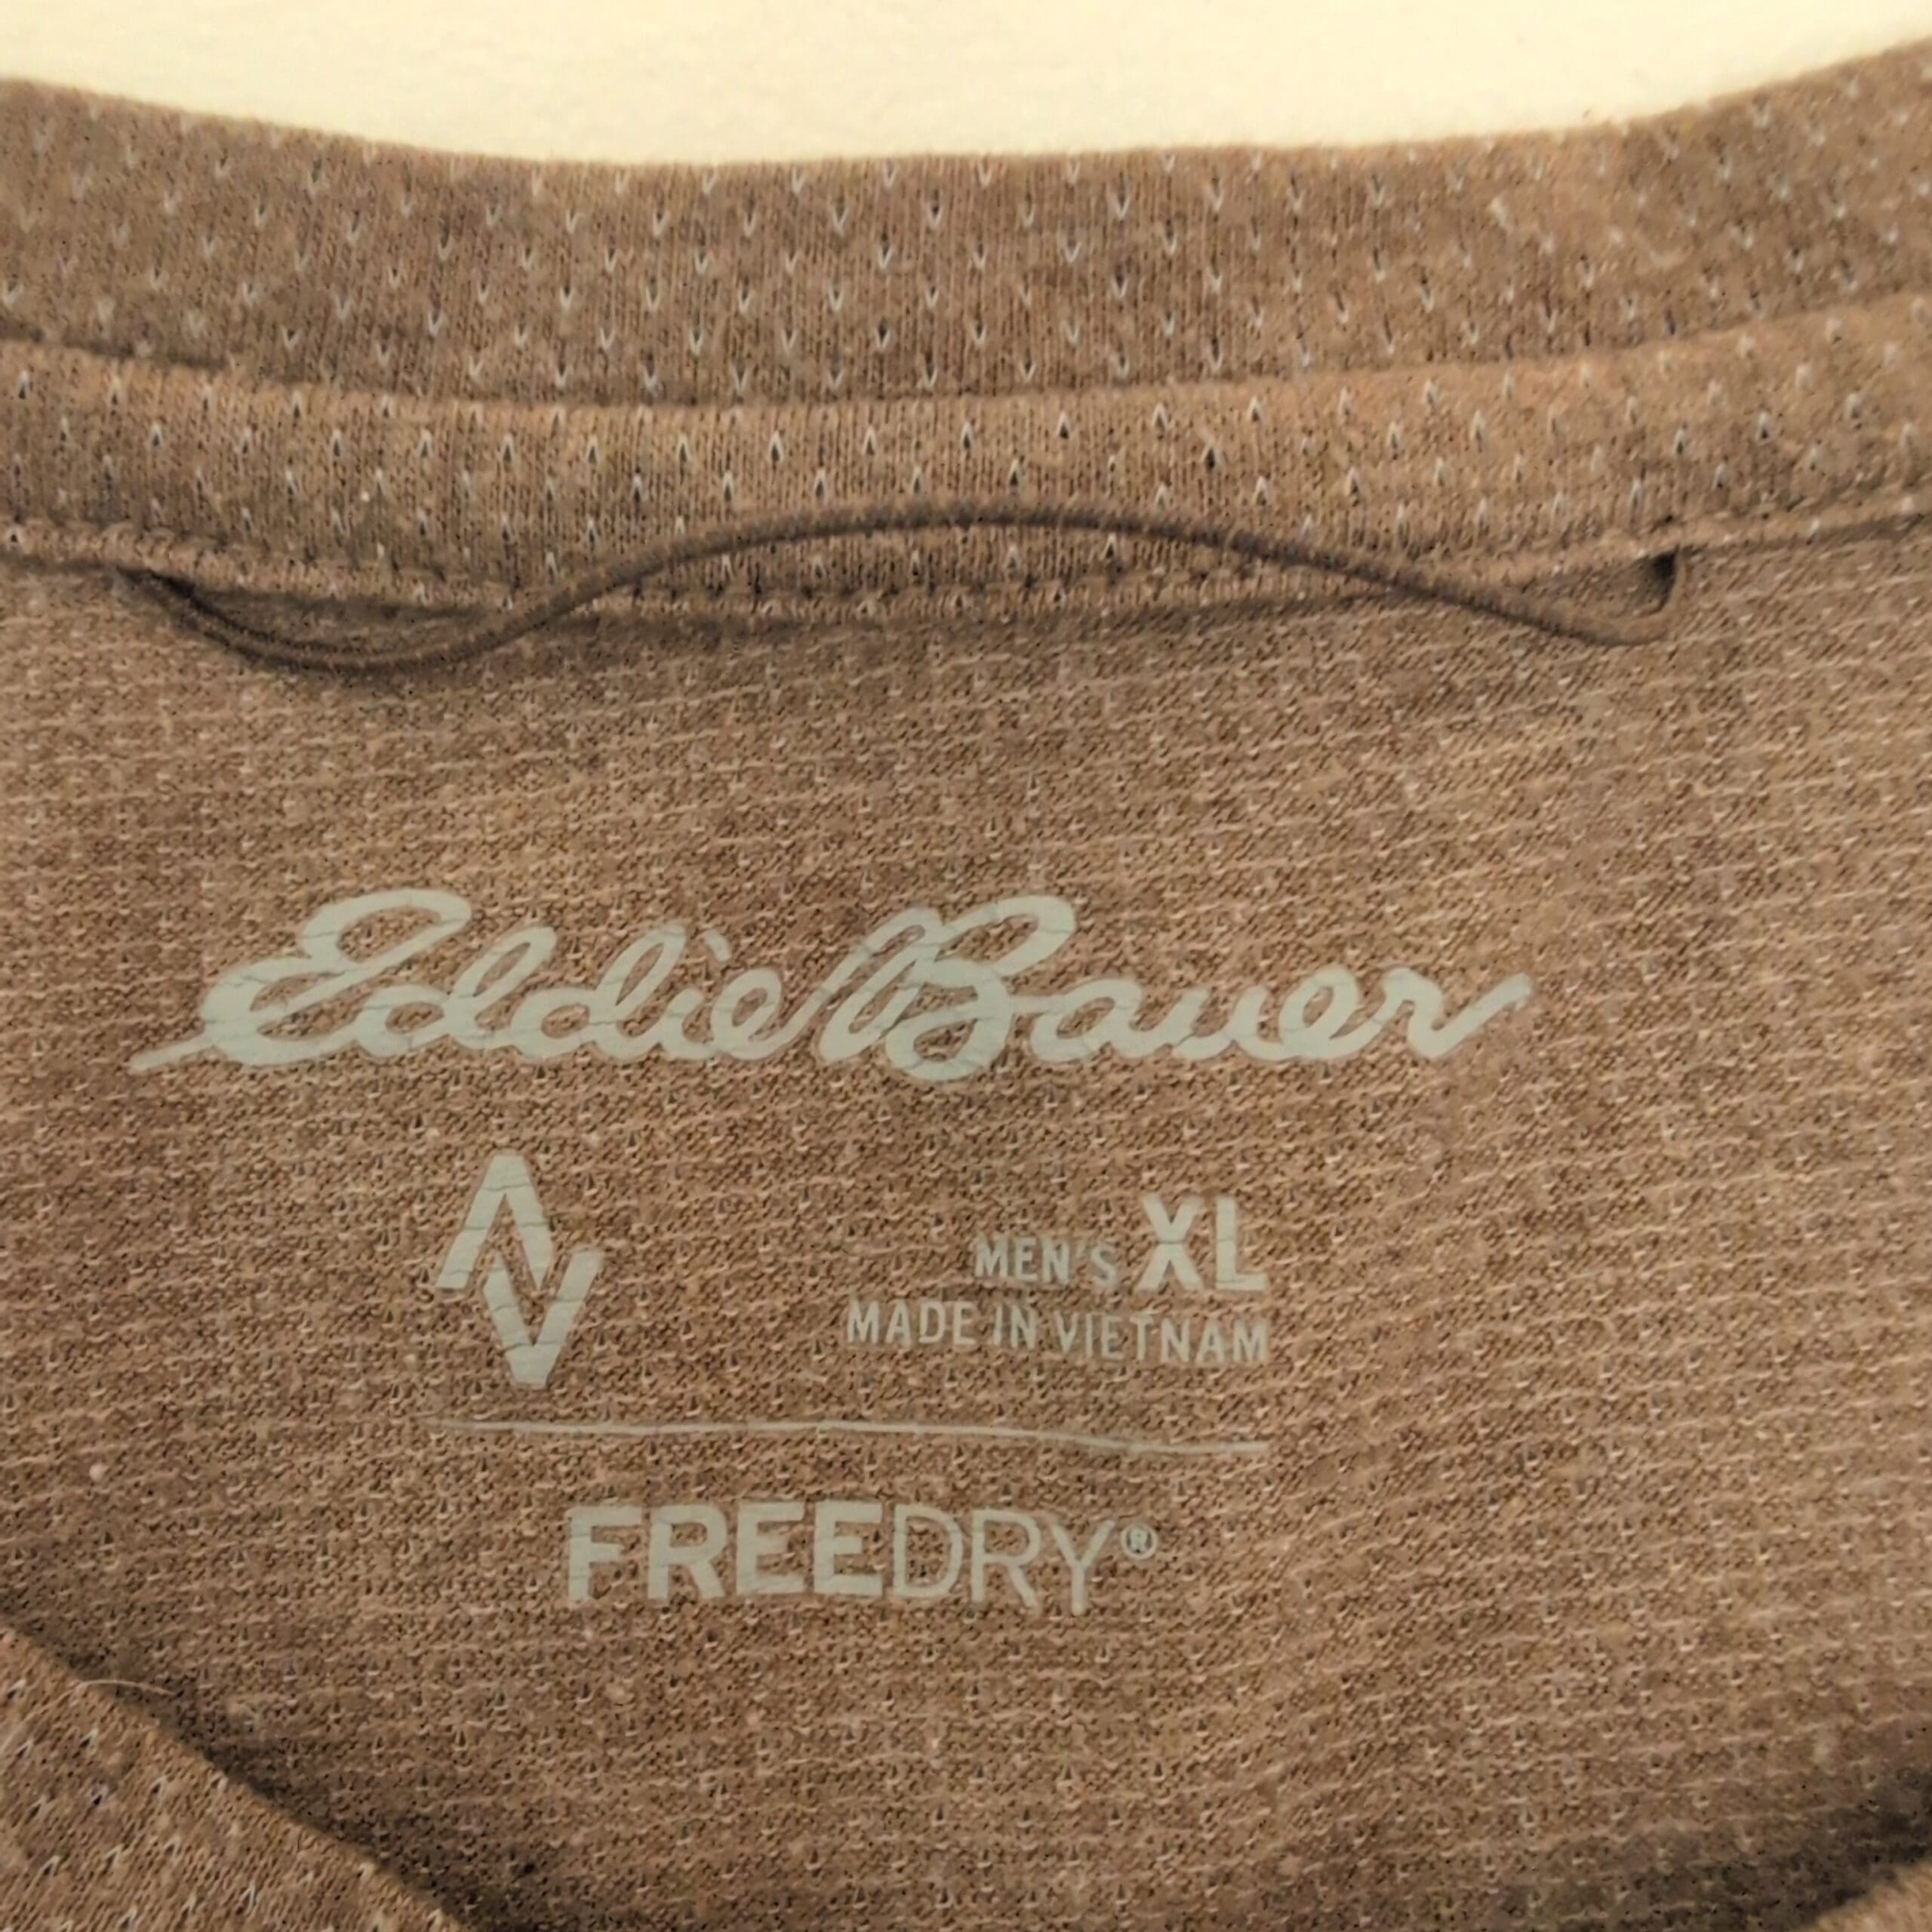 Eddie Bauer
MEN'S XL
MADE IN VIETNAM
FREEDRY®